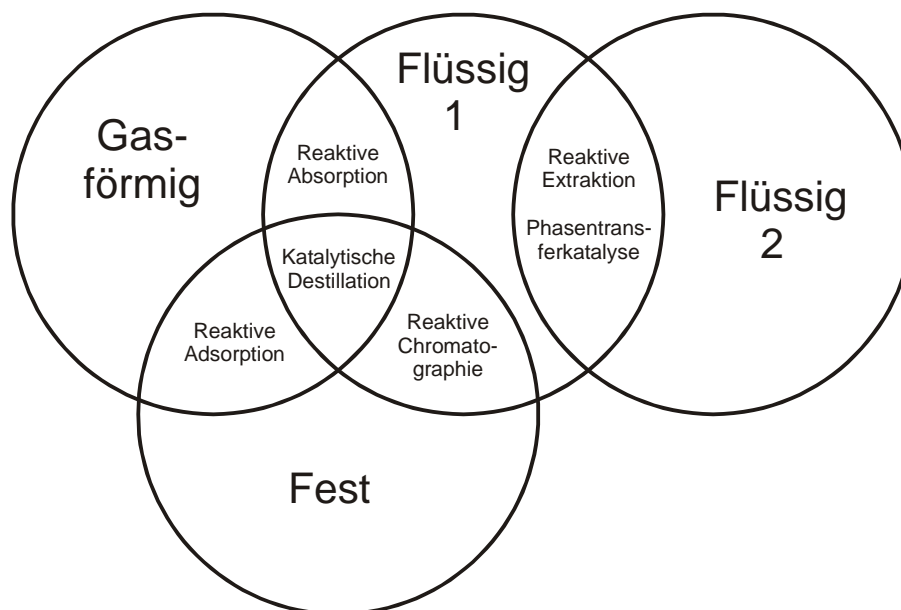 Gas-
förmig
Flüssig
1
Flüssig
2
Reaktive
Absorption
Reaktive
Extraktion
Phasentrans-
ferkatalyse
Katalytische
Destillation
Reaktive
Adsorption
Reaktive
Chromato-
graphie
Fest